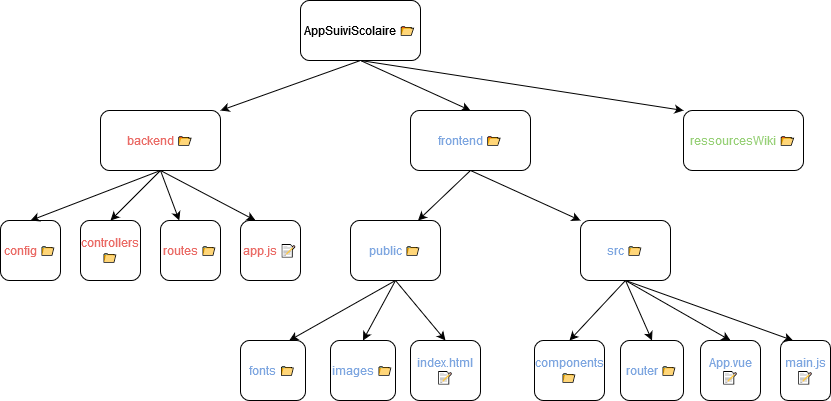 AppSuiviScolaire
backend
frontend
ressourcesWiki
config
controllers
routes
app.js
public
src
fonts
images
index.html
components
router
App.vue
main.js